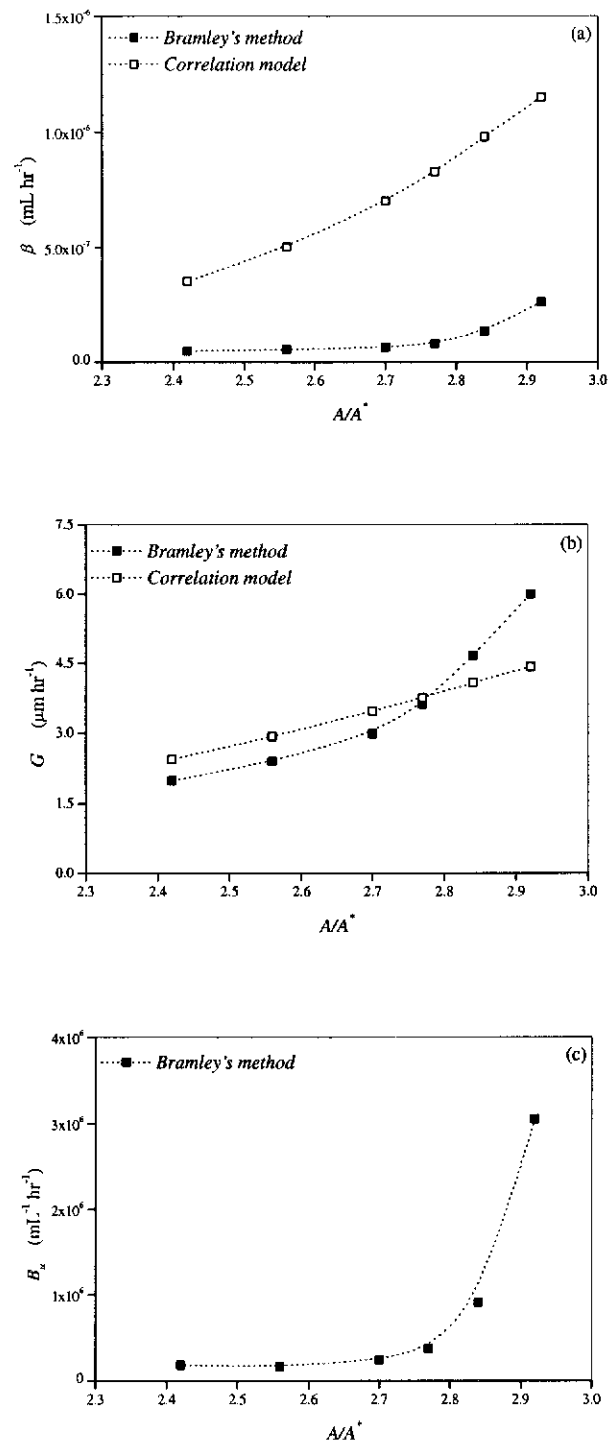 1.5x10⁻⁶
(a)
Bramley's method
Correlation model
1.0x10⁻⁶
β (mL hr⁻¹)
5.0x10⁻⁷
0.0
2.3 2.4 2.5 2.6 2.7 2.8 2.9 3.0
A/A*
7.5
(b)
Bramley's method
Correlation model
6.0
4.5
G (μm hr⁻¹)
3.0
1.5
0.0
2.3 2.4 2.5 2.6 2.7 2.8 2.9 3.0
A/A*
4x10⁶
(c)
Bramley's method
3x10⁶
2x10⁶
Bᵤ (mL⁻¹ hr⁻¹)
1x10⁶
0
2.3 2.4 2.5 2.6 2.7 2.8 2.9 3.0
A/A*